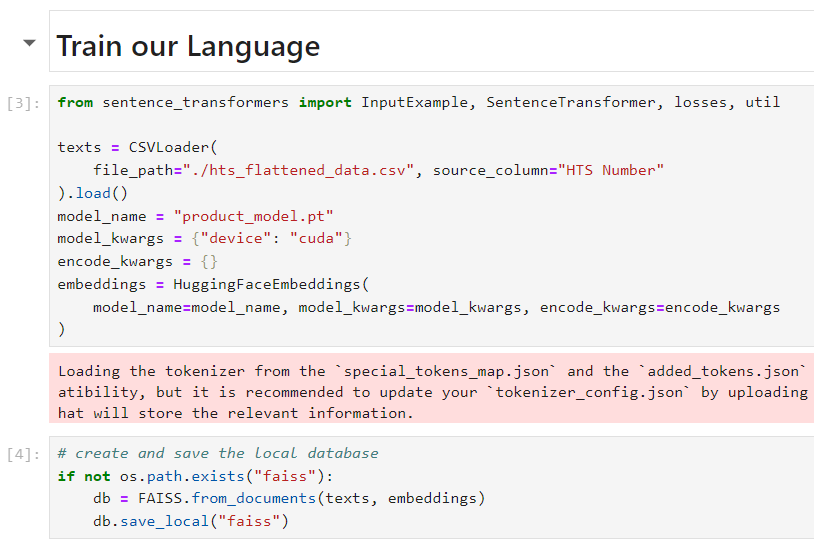 Train our Language
[3]:
from sentence_transformers import InputExample, SentenceTransformer, losses, util
texts = CSVLoader(
    file_path="./hts_flattened_data.csv", source_column="HTS Number"
).load()
model_name = "product_model.pt"
model_kwargs = {"device": "cuda"}
encode_kwargs = {}
embeddings = HuggingFaceEmbeddings(
    model_name=model_name, model_kwargs=model_kwargs, encode_kwargs=encode_kwargs
)
Loading the tokenizer from the `special_tokens_map.json` and the `added_tokens.json`
atibility, but it is recommended to update your `tokenizer_config.json` by uploading
hat will store the relevant information.
[4]:
# create and save the local database
if not os.path.exists("faiss"):
    db = FAISS.from_documents(texts, embeddings)
    db.save_local("faiss")